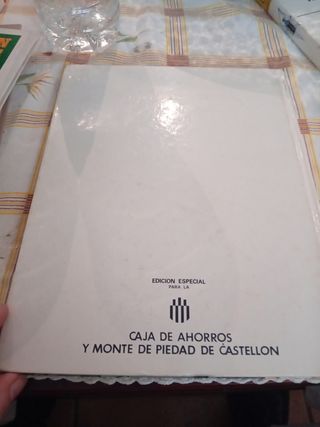 EDICION ESPECIAL
PARA LA
CAJA DE AHORROS
Y MONTE DE PIEDAD DE CASTELLON